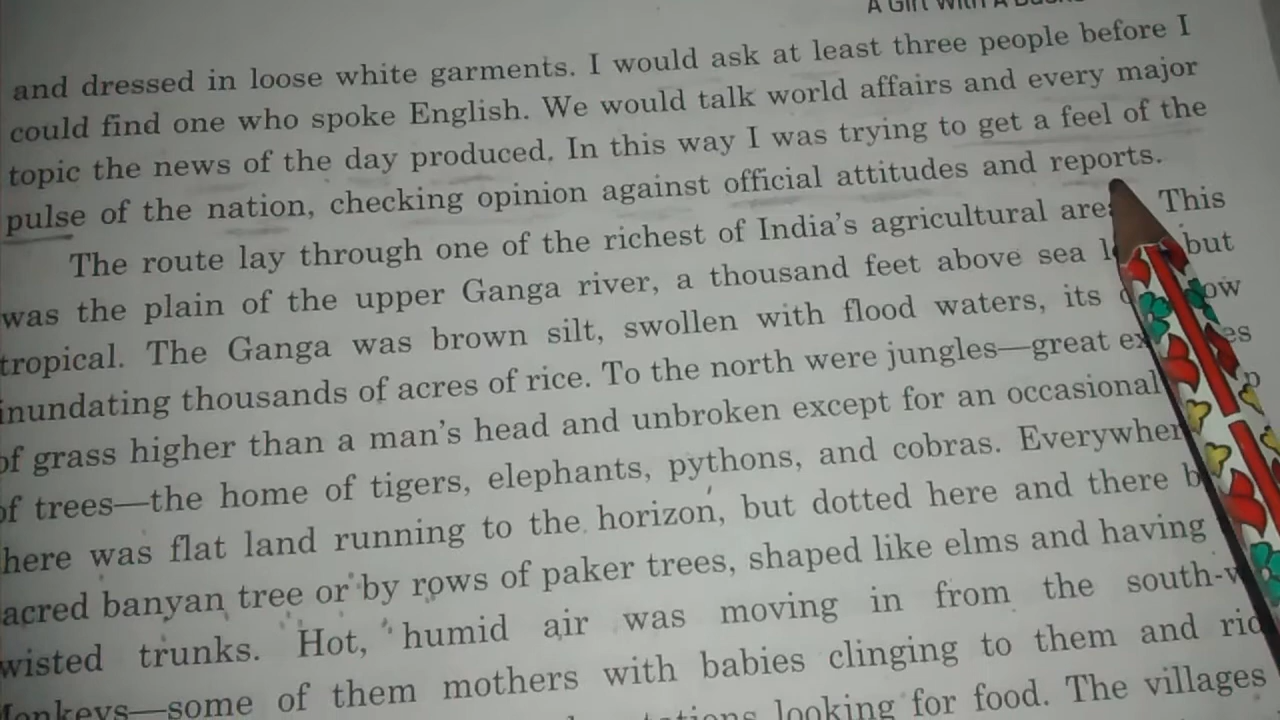 A Girl With A
and dressed in loose white garments. I would ask at least three people before I
could find one who spoke English. We would talk world affairs and every major
topic the news of the day produced. In this way I was trying to get a feel of the
pulse of the nation, checking opinion against official attitudes and reports.
The route lay through one of the richest of India's agricultural This
was the plain of the upper Ganga river, a thousand feet above sea but
tropical. The Ganga was brown silt, swollen with flood waters, its
inundating thousands of acres of rice. To the north were jungles—great
of grass higher than a man's head and unbroken except for an occasional
of trees—the home of tigers, elephants, pythons, and cobras.
here was flat land running to the horizon, but dotted here and there
acred banyan tree or by rows of paker trees, shaped like elms and having
wisted trunks. Hot, humid air was moving in from the
—some of them mothers with babies clinging to them and
looking for food. The villages